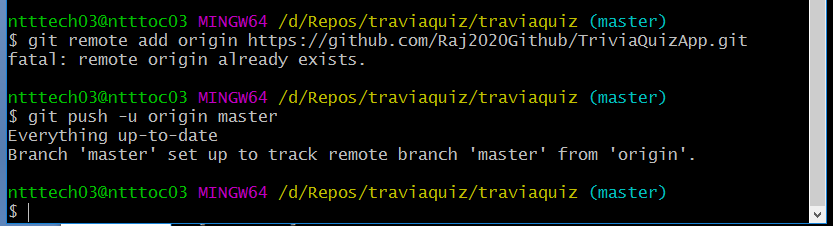 ntttech03@ntttoc03 MINGW64 /d/Repos/traviaquiz/traviaquiz (master)
$ git remote add origin https://github.com/Raj2020Github/TriviaQuizApp.git
fatal: remote origin already exists.
ntttech03@ntttoc03 MINGW64 /d/Repos/traviaquiz/traviaquiz (master)
$ git push -u origin master
Everything up-to-date
Branch 'master' set up to track remote branch 'master' from 'origin'.
ntttech03@ntttoc03 MINGW64 /d/Repos/traviaquiz/traviaquiz (master)
$